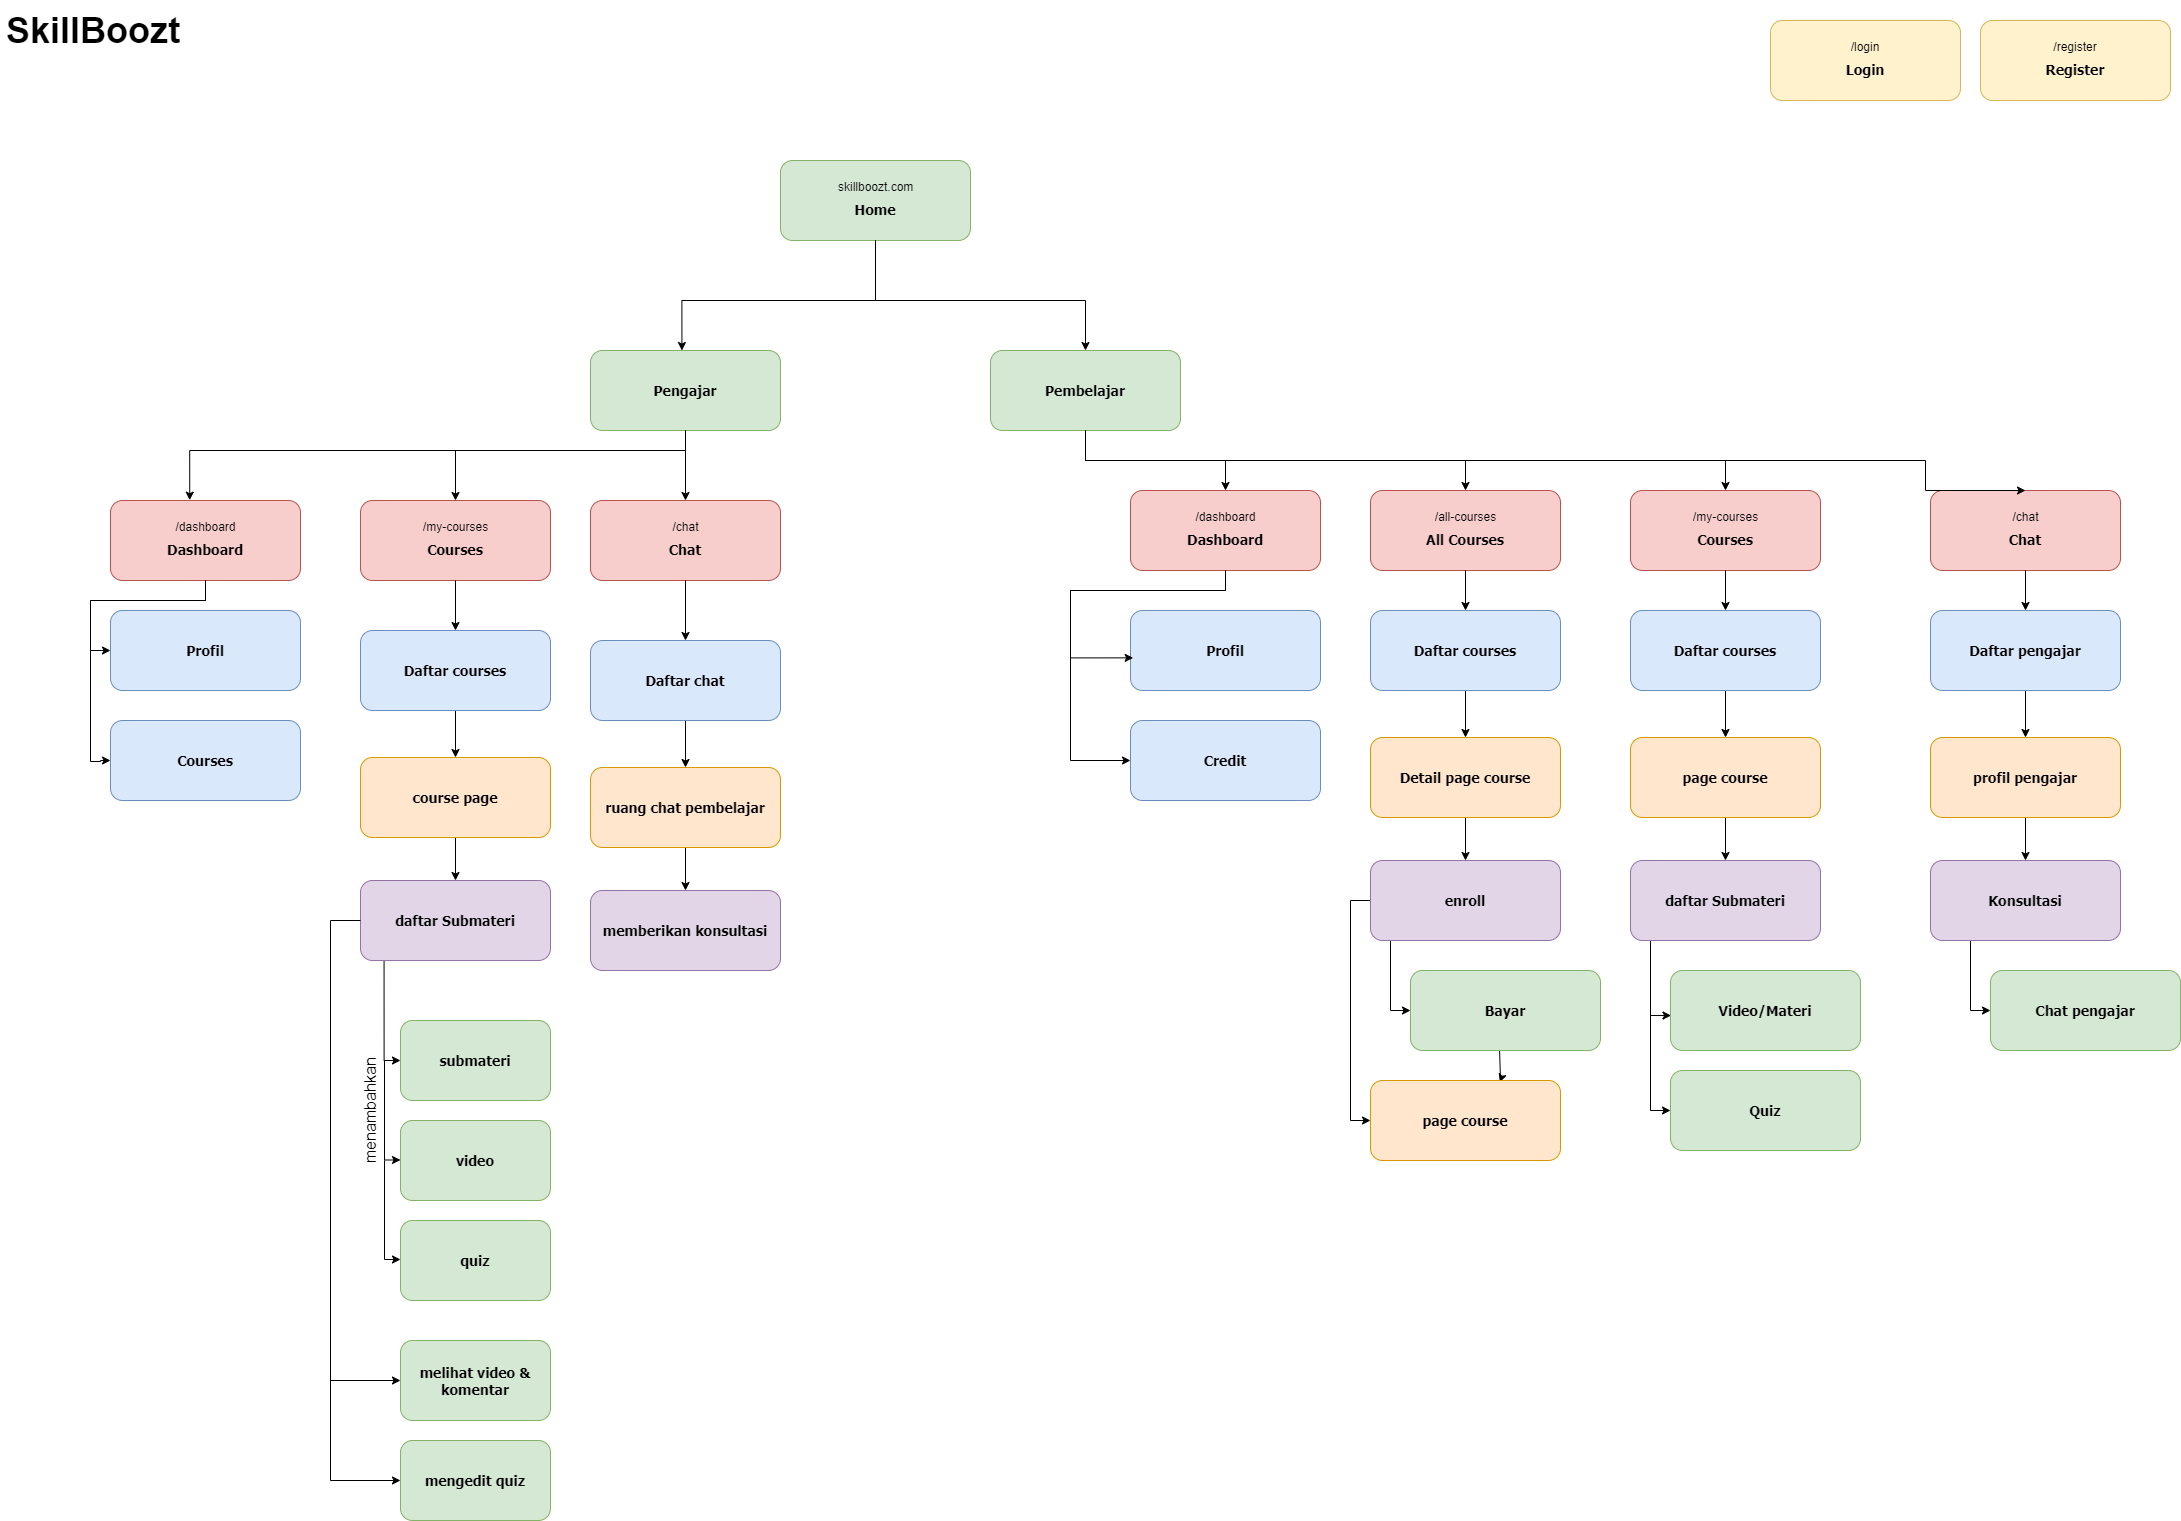 SkillBoozt
/login
Login
/register
Register
skillboozt.com
Home
Pengajar
Pembelajar
/dashboard
Dashboard
/my-courses
Courses
/chat
Chat
/dashboard
Dashboard
/all-courses
All Courses
/my-courses
Courses
/chat
Chat
Profil
Daftar courses
Daftar chat
Profil
Daftar courses
Daftar courses
Daftar pengajar
Courses
course page
ruang chat pembelajar
Credit
Detail page course
page course
profil pengajar
daftar Submateri
memberikan konsultasi
enroll
daftar Submateri
Konsultasi
menambahkan
submateri
Bayar
Video/Materi
Chat pengajar
video
page course
Quiz
quiz
melihat video &
komentar
mengedit quiz